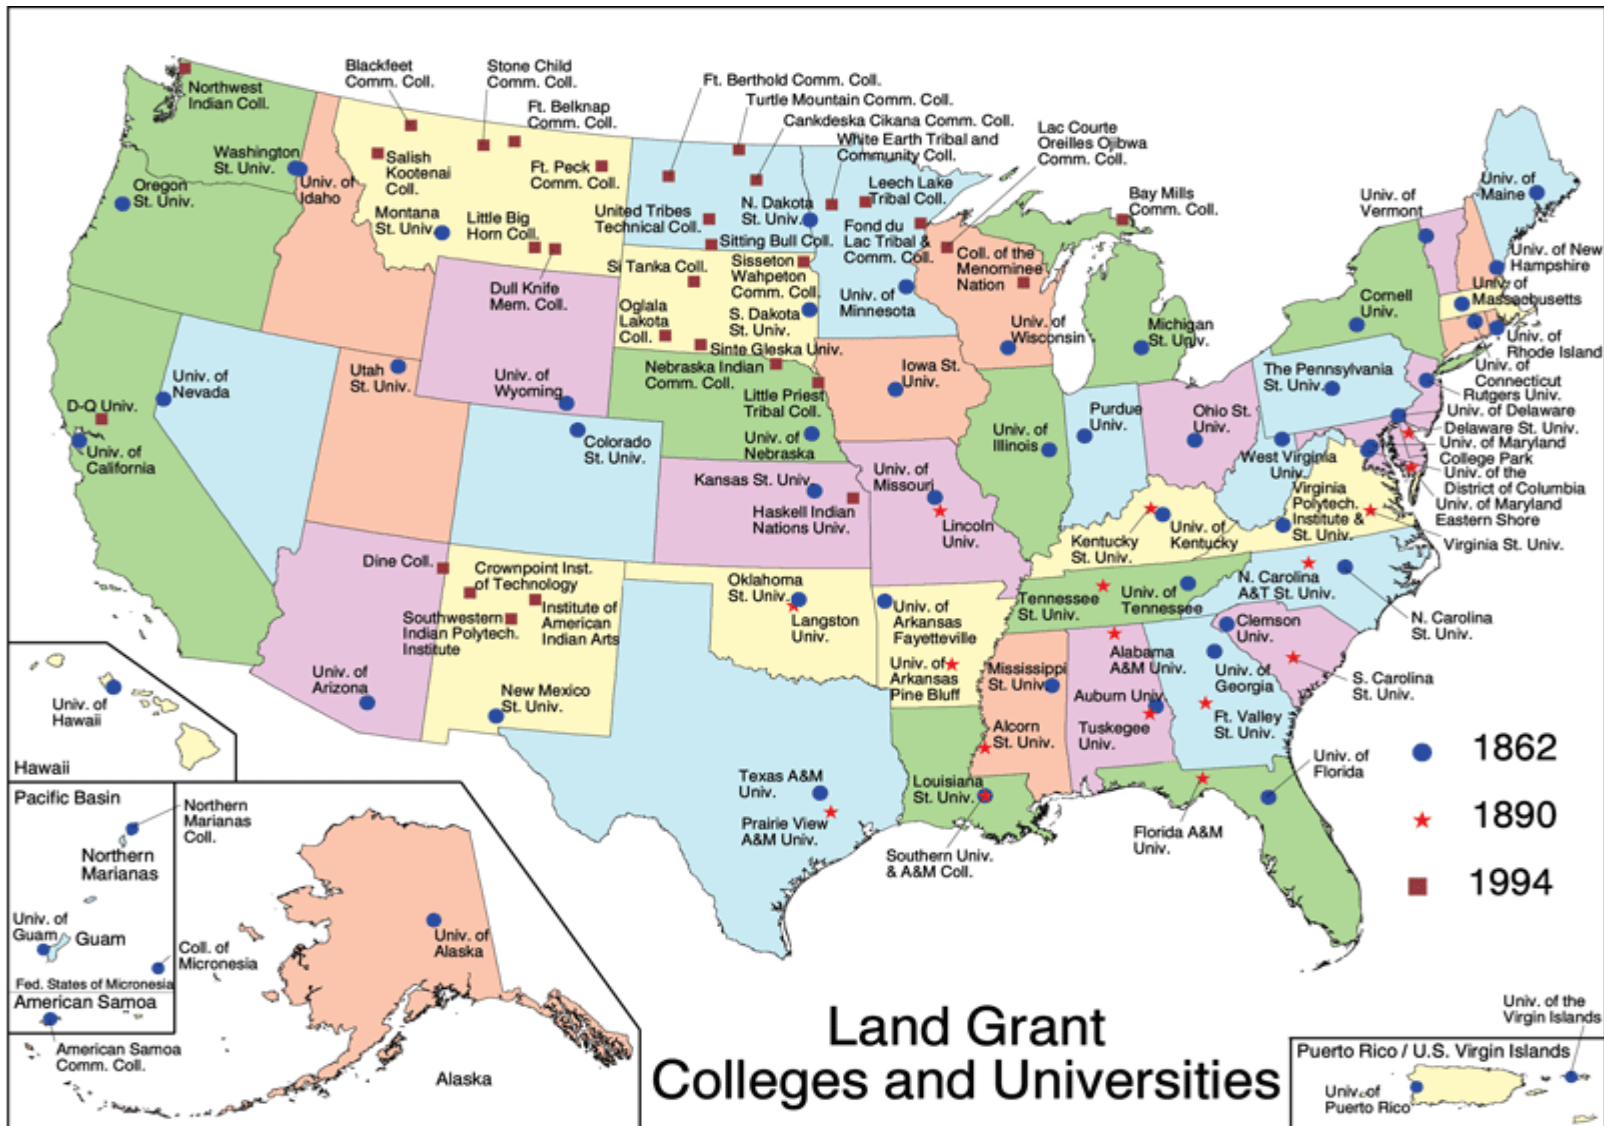 Northwest
Indian Coll.
Washington
St. Univ.
Univ. of
Idaho
Oregon
St. Univ.
Blackfeet
Comm. Coll.
Stone Child
Comm. Coll.
Ft. Belknap
Comm. Coll.
Salish
Kootenai
Coll.
Ft. Peck
Comm. Coll.
Montana
St. Univ.
Little Big
Horn Coll.
Dull Knife
Mem. Coll.
Ft. Berthold Comm. Coll.
Turtle Mountain Comm. Coll.
Cankdeska Cikana Comm. Coll.
White Earth Tribal and
Community Coll.
Leech Lake
Tribal Coll.
United Tribes
Technical Coll.
N. Dakota
St. Univ.
Sitting Bull Coll.
Fond du
Lac Tribal &
Comm. Coll.
Lac Courte
Oreilles Ojibwa
Comm. Coll.
Bay Mills
Comm. Coll.
Coll. of the
Menominee
Nation
Si Tanka Coll.
Sisseton
Wahpeton
Comm. Coll.
Oglala
Lakota
Coll.
S. Dakota
St. Univ.
Sinte Gleska Univ.
Univ. of
Minnesota
Univ. of
Wisconsin
Michigan
St. Univ.
Univ. of
Vermont
Univ. of
Maine
Univ. of New
Hampshire
Univ. of
Massachusetts
Cornell
Univ.
Univ. of
Rhode Island
Univ. of
Connecticut
Rutgers Univ.
The Pennsylvania
St. Univ.
Univ. of Delaware
Delaware St. Univ.
Univ. of Maryland
College Park
Univ. of the
District of Columbia
Univ. of Maryland
Eastern Shore
Virginia St. Univ.
West Virginia
Univ.
Virginia
Polytech.
Institute &
St. Univ.
Univ. of
Nevada
Utah
St. Univ.
Univ. of
Wyoming
Nebraska Indian
Comm. Coll.
Little Priest
Tribal Coll.
Univ. of
Nebraska
Iowa St.
Univ.
Univ. of
Illinois
Purdue
Univ.
Ohio St.
Univ.
D-Q Univ.
Univ. of
California
Colorado
St. Univ.
Kansas St. Univ.
Haskell Indian
Nations Univ.
Univ. of
Missouri
Lincoln
Univ.
Kentucky
St. Univ.
Univ. of
Kentucky
Dine Coll.
Crownpoint Inst.
of Technology
Southwestern
Indian Polytech.
Institute
Institute of
American
Indian Arts
Oklahoma
St. Univ.
Langston
Univ.
Univ. of
Arkansas
Fayetteville
Univ. of
Arkansas
Pine Bluff
Tennessee
St. Univ.
Univ. of
Tennessee
N. Carolina
A&T St. Univ.
N. Carolina
St. Univ.
Clemson
Univ.
S. Carolina
St. Univ.
Univ. of
Arizona
New Mexico
St. Univ.
Mississippi
St. Univ.
Alabama
A&M Univ.
Auburn Univ.
Tuskegee
Univ.
Univ. of
Georgia
Ft. Valley
St. Univ.
Alcorn
St. Univ.
Texas A&M
Univ.
Prairie View
A&M Univ.
Louisiana
St. Univ.
Southern Univ.
& A&M Coll.
Florida A&M
Univ.
Univ. of
Florida
1862
1890
1994
Univ. of
Hawaii
Hawaii
Pacific Basin
Northern
Marianas
Coll.
Northern
Marianas
Univ. of
Guam
Guam
Coll. of
Micronesia
Fed. States of Micronesia
American Samoa
American Samoa
Comm. Coll.
Univ. of
Alaska
Alaska
Land Grant
Colleges and Universities
Univ. of the
Virgin Islands
Puerto Rico / U.S. Virgin Islands
Univ. of
Puerto Rico